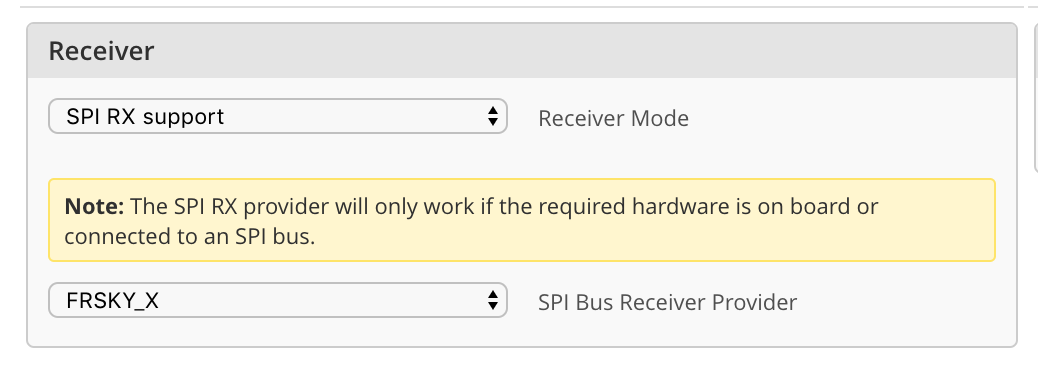 Receiver
SPI RX support
Receiver Mode
Note: The SPI RX provider will only work if the required hardware is on board or
connected to an SPI bus.
FRSKY_X
SPI Bus Receiver Provider